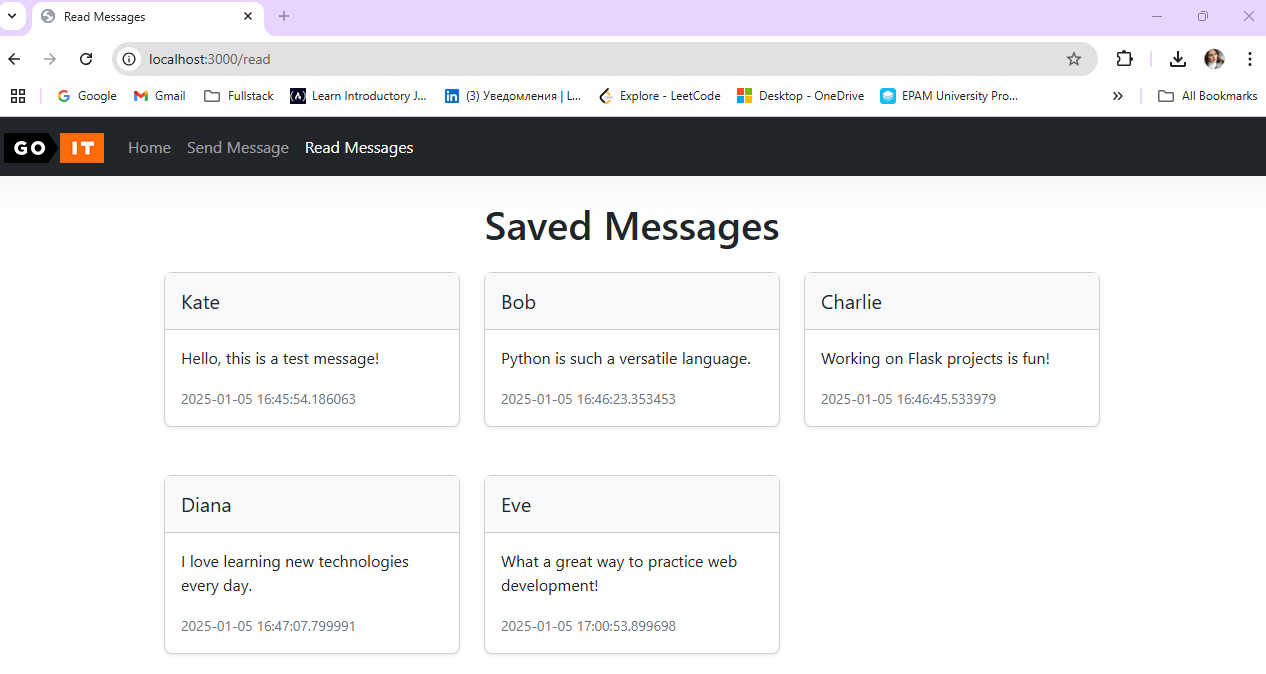 Read Messages
localhost:3000/read
Google Gmail Fullstack Learn Introductory J... (3) Уведомления | L... Explore - LeetCode Desktop - OneDrive EPAM University Pro... » All Bookmarks
GO IT Home Send Message Read Messages
Saved Messages
Kate
Hello, this is a test message!
2025-01-05 16:45:54.186063
Bob
Python is such a versatile language.
2025-01-05 16:46:23.353453
Charlie
Working on Flask projects is fun!
2025-01-05 16:46:45.533979
Diana
I love learning new technologies
every day.
2025-01-05 16:47:07.799991
Eve
What a great way to practice web
development!
2025-01-05 17:00:53.899698